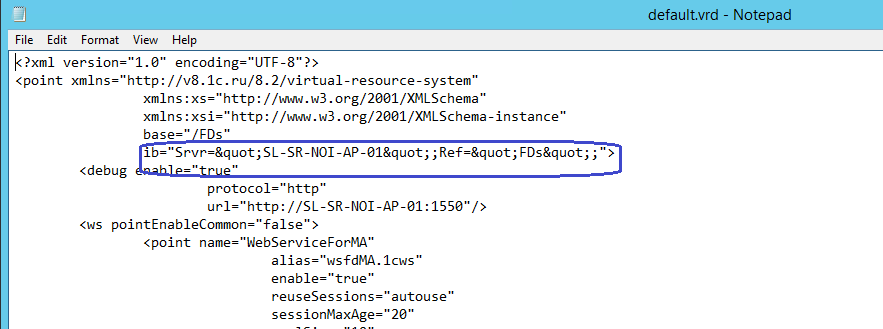 default.vrd - Notepad
File Edit Format View Help
<?xml version="1.0" encoding="UTF-8"?>
<point xmlns="http://v8.1c.ru/8.2/virtual-resource-system"
xmlns:xs="http://www.w3.org/2001/XMLSchema"
xmlns:xsi="http://www.w3.org/2001/XMLSchema-instance"
base="/FDs"
ib="Srvr=&quot;SL-SR-NOI-AP-01&quot;;Ref=&quot;FDs&quot;;">
<debug enable="true"
protocol="http"
url="http://SL-SR-NOI-AP-01:1550"/>
<ws pointEnableCommon="false">
<point name="WebServiceForMA"
alias="wsfdMA.1cws"
enable="true"
reuseSessions="autouse"
sessionMaxAge="20"